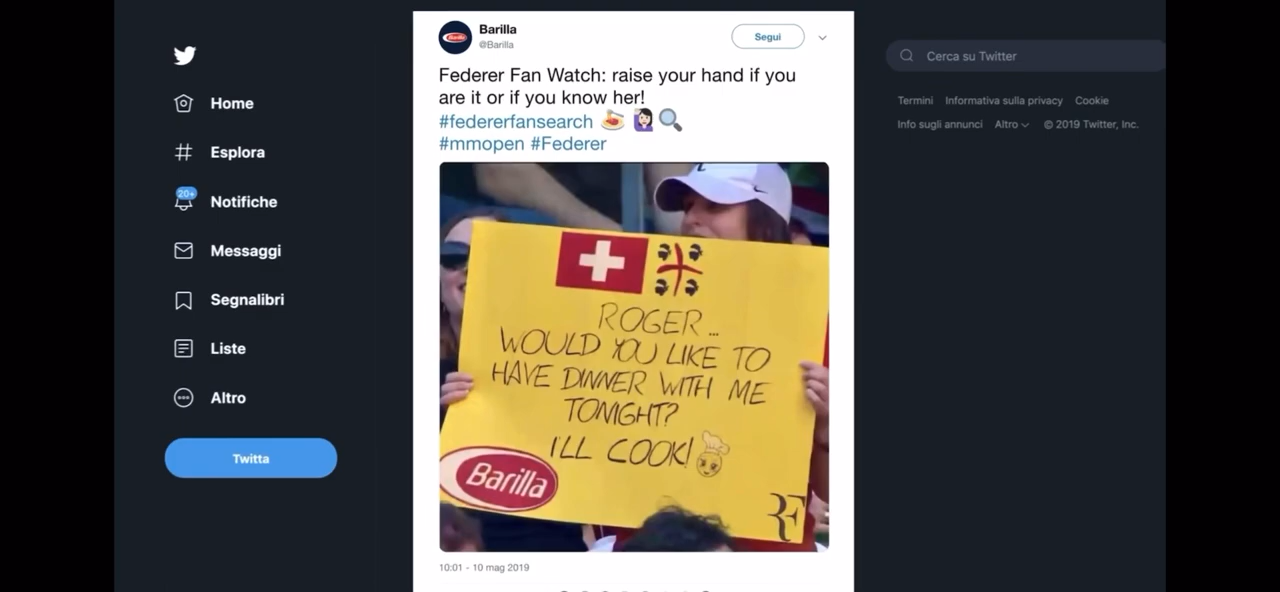 Barilla
@Barilla
Segui
Federer Fan Watch: raise your hand if you
are it or if you know her!
#federerfansearch
#mmopen #Federer
ROGER...
WOULD YOU LIKE TO
HAVE DINNER WITH ME
TONIGHT?
I'LL COOK!
Barilla
RF
10:01 - 10 mag 2019
Home
Esplora
20+
Notifiche
Messaggi
Segnalibri
Liste
Altro
Twitta
Cerca su Twitter
Termini Informativa sulla privacy Cookie
Info sugli annunci Altro © 2019 Twitter, Inc.